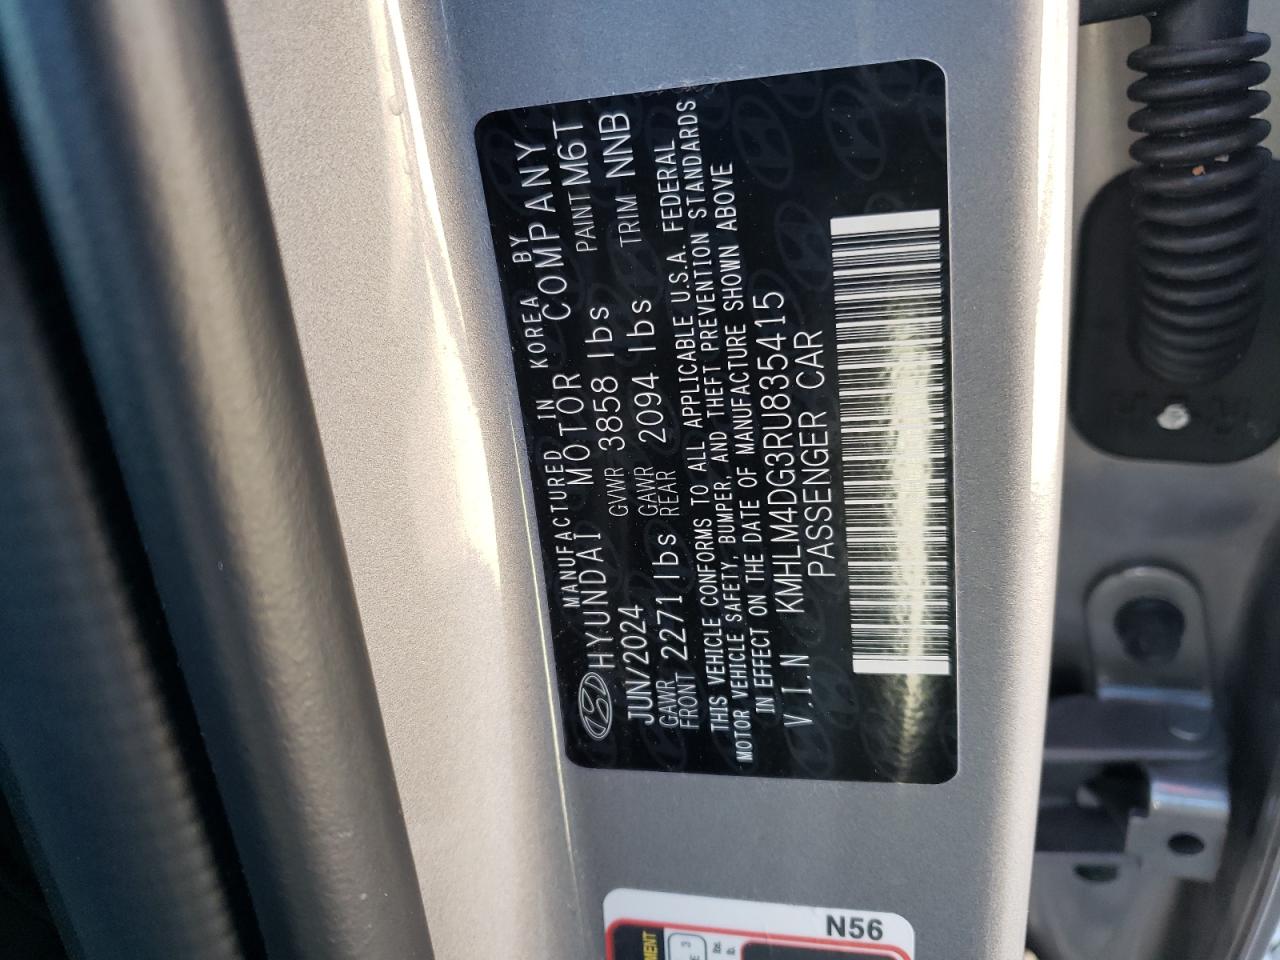 MANUFACTURED IN KOREA BY
HYUNDAI MOTOR COMPANY
JUN/2024 GVWR 3858 lbs PAINT M6T
GAWR FRONT 2271 lbs GAWR REAR 2094 lbs TRIM NNB
THIS VEHICLE CONFORMS TO ALL APPLICABLE U.S.A. FEDERAL
MOTOR VEHICLE SAFETY, BUMPER, AND THEFT PREVENTION STANDARDS
IN EFFECT ON THE DATE OF MANUFACTURE SHOWN ABOVE
V.I.N KMHLM4DG3RU835415
PASSENGER CAR
N56
3